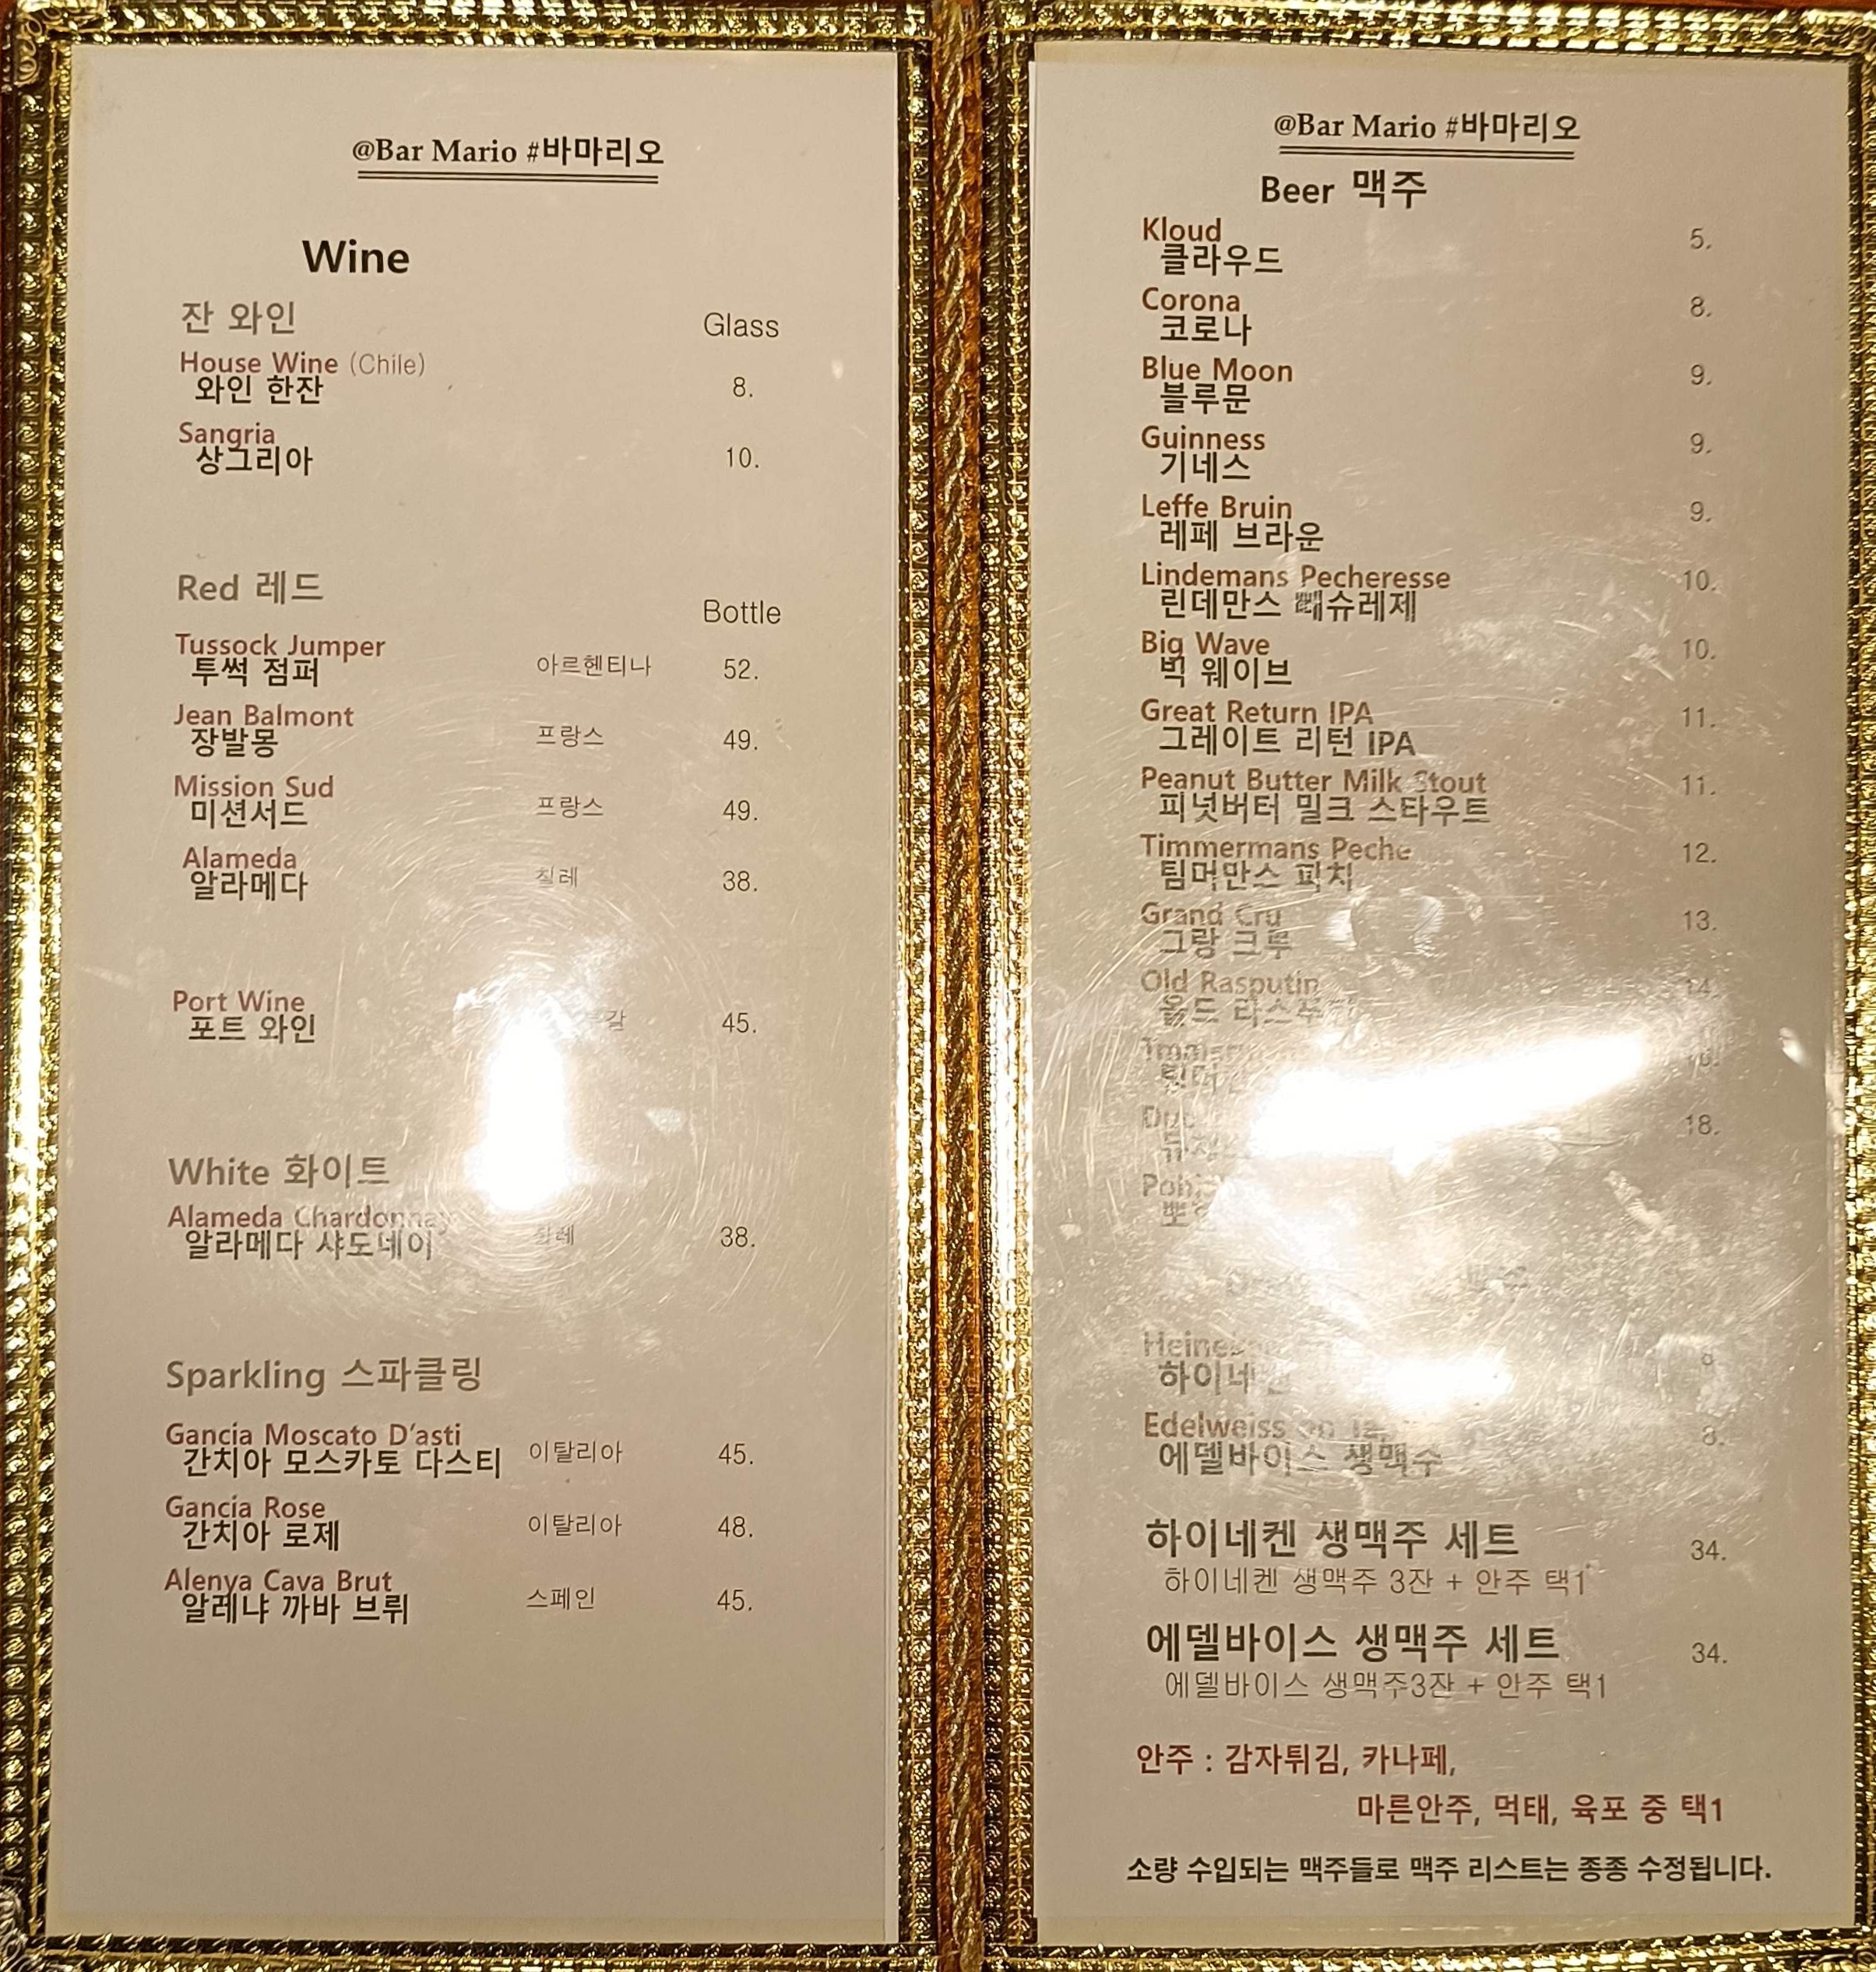 @Bar Mario #바마리오
Wine
잔 와인
Glass
House Wine (Chile)
와인 한잔 8.
Sangria
상그리아 10.
Red 레드
Bottle
Tussock Jumper
투썩 점퍼 아르헨티나 52.
Jean Balmont
장발몽 프랑스 49.
Mission Sud
미션서드 프랑스 49.
Alameda
알라메다 칠레 38.
Port Wine
포트 와인 45.
White 화이트
Alameda Chardonnay
알라메다 샤도네이 칠레 38.
Sparkling 스파클링
Gancia Moscato D'asti
간치아 모스카토 다스티 이탈리아 45.
Gancia Rose
간치아 로제 이탈리아 48.
Alenya Cava Brut
알레냐 까바 브뤼 스페인 45.
@Bar Mario #바마리오
Beer 맥주
Kloud 5.
클라우드
Corona 8.
코로나
Blue Moon 9.
블루문
Guinness 9.
기네스
Leffe Bruin 9.
레페 브라운
Lindemans Pecheresse 10.
린데만스 뻬슈레제
Big Wave 10.
빅 웨이브
Great Return IPA 11.
그레이트 리턴 IPA
Peanut Butter Milk Stout 11.
피넛버터 밀크 스타우트
Timmermans Peche 12.
팀머만스 피치
Grand Cru 13.
그랑 크루
Old Rasputin 14.
올드
18.
Heineken
하이네켄
Edelweiss on 8.
에델바이스 생맥주
하이네켄 생맥주 세트 34.
하이네켄 생맥주 3잔 + 안주 택1
에델바이스 생맥주 세트 34.
에델바이스 생맥주3잔 + 안주 택1
안주 : 감자튀김, 카나페,
마른안주, 먹태, 육포 중 택1
소량 수입되는 맥주들로 맥주 리스트는 종종 수정됩니다.